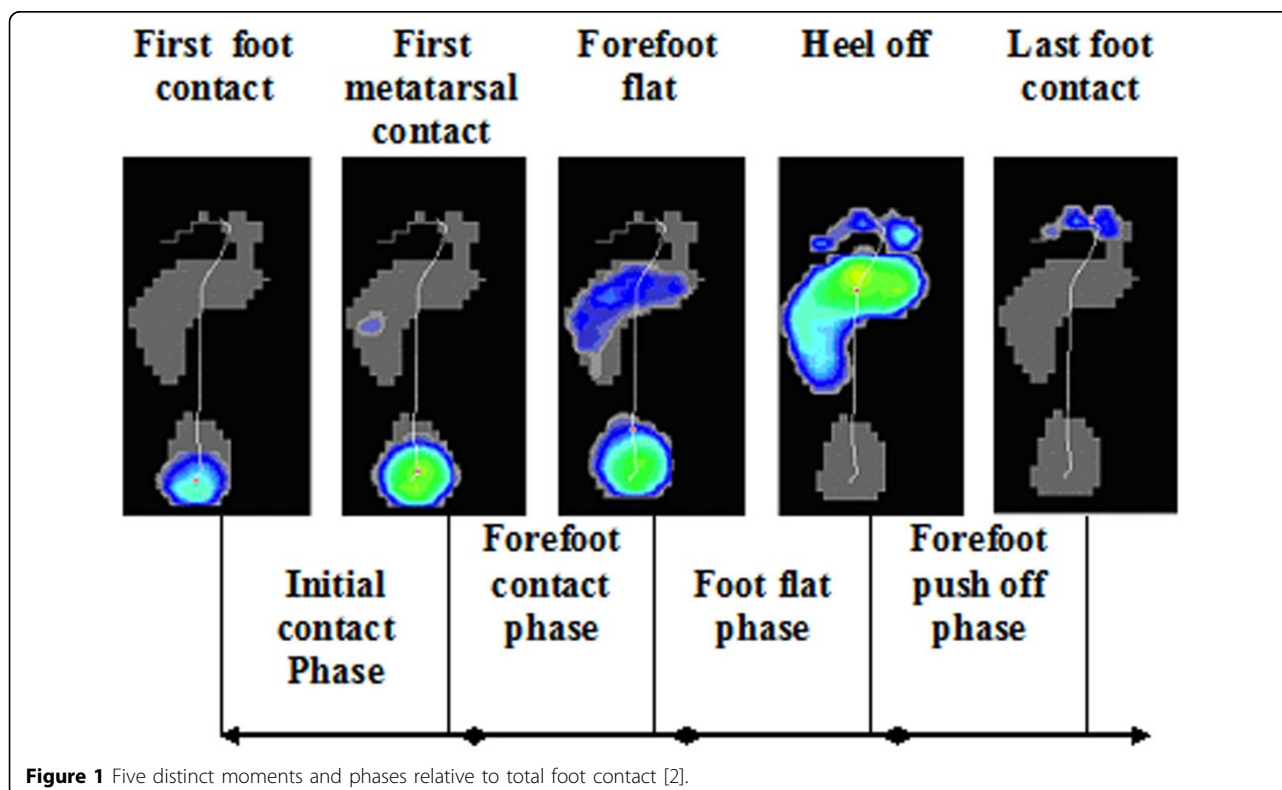 First foot
contact
First
metatarsal
contact
Forefoot
flat
Heel off
Last foot
contact
Initial
contact
Phase
Forefoot
contact
phase
Foot flat
phase
Forefoot
push off
phase
Figure 1 Five distinct moments and phases relative to total foot contact [2].